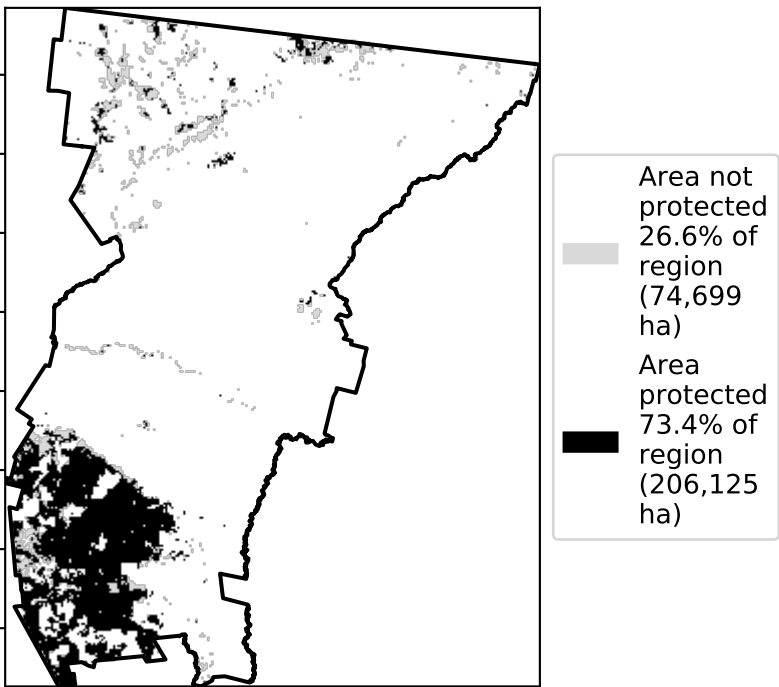 Area not
protected
26.6% of
region
(74,699
ha)
Area
protected
73.4% of
region
(206,125
ha)